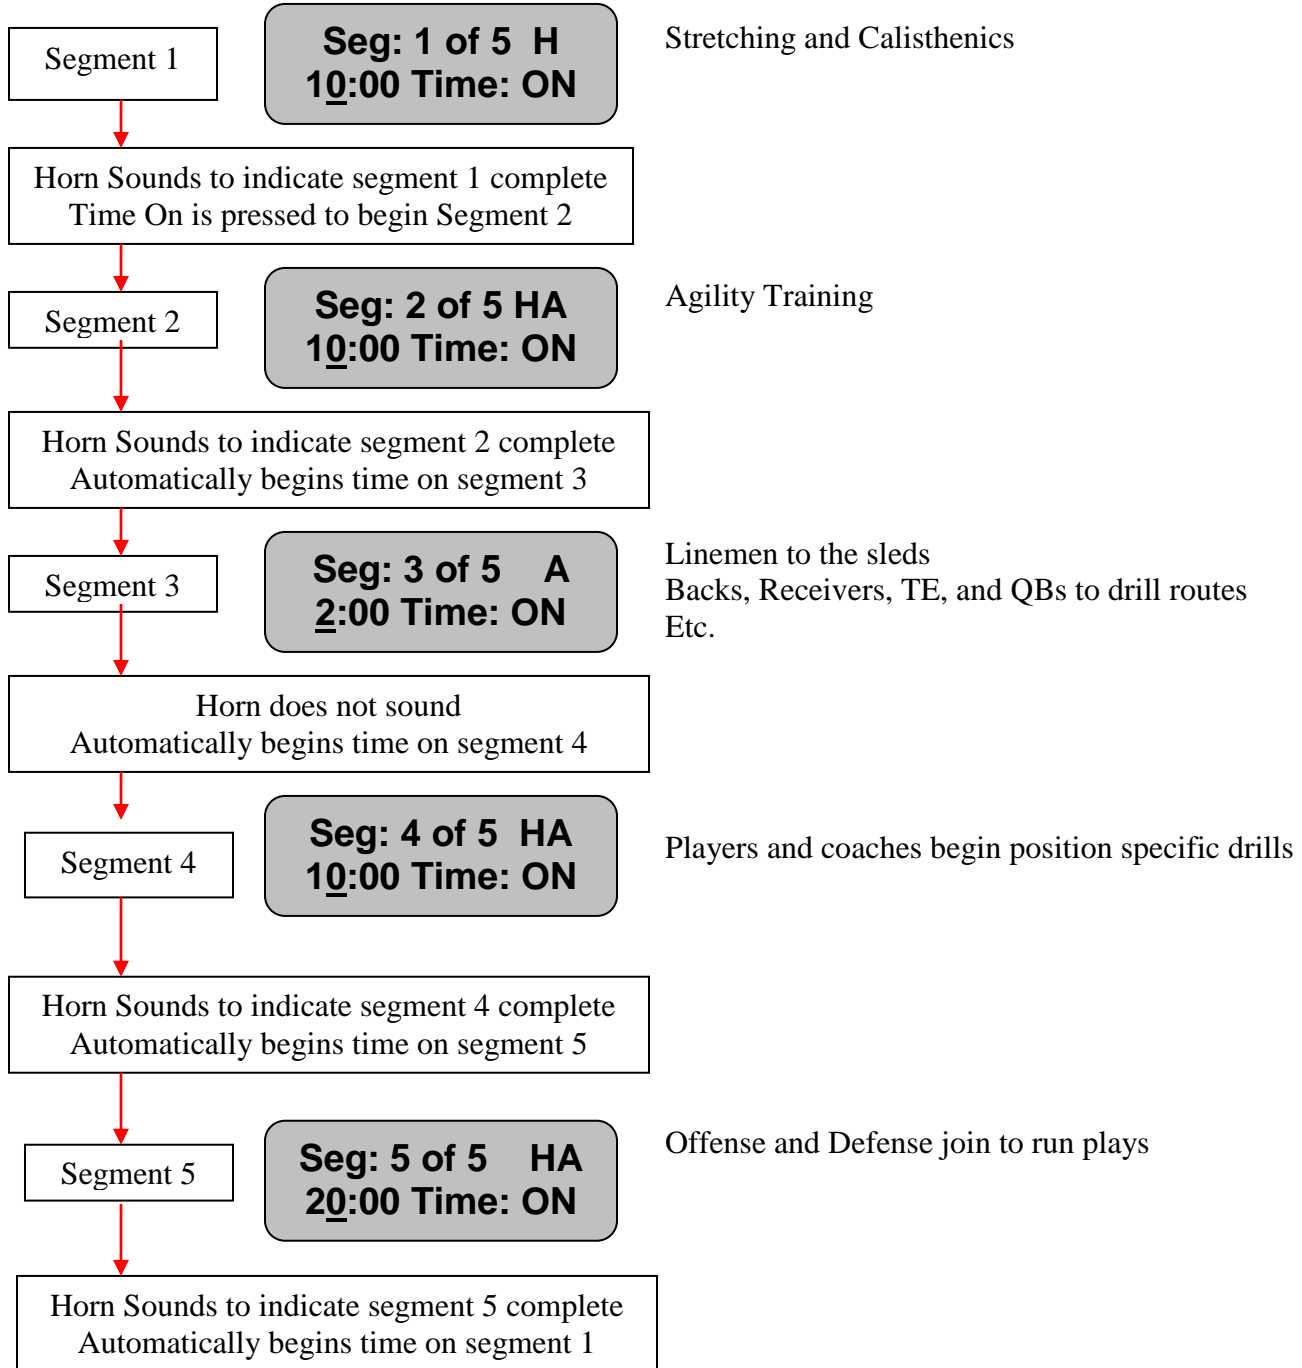 Segment 1
Seg: 1 of 5 H
10:00 Time: ON
Stretching and Calisthenics
Horn Sounds to indicate segment 1 complete
Time On is pressed to begin Segment 2
Segment 2
Seg: 2 of 5 HA
10:00 Time: ON
Agility Training
Horn Sounds to indicate segment 2 complete
Automatically begins time on segment 3
Segment 3
Seg: 3 of 5 A
2:00 Time: ON
Linemen to the sleds
Backs, Receivers, TE, and QBs to drill routes
Etc.
Horn does not sound
Automatically begins time on segment 4
Segment 4
Seg: 4 of 5 HA
10:00 Time: ON
Players and coaches begin position specific drills
Horn Sounds to indicate segment 4 complete
Automatically begins time on segment 5
Segment 5
Seg: 5 of 5 HA
20:00 Time: ON
Offense and Defense join to run plays
Horn Sounds to indicate segment 5 complete
Automatically begins time on segment 1